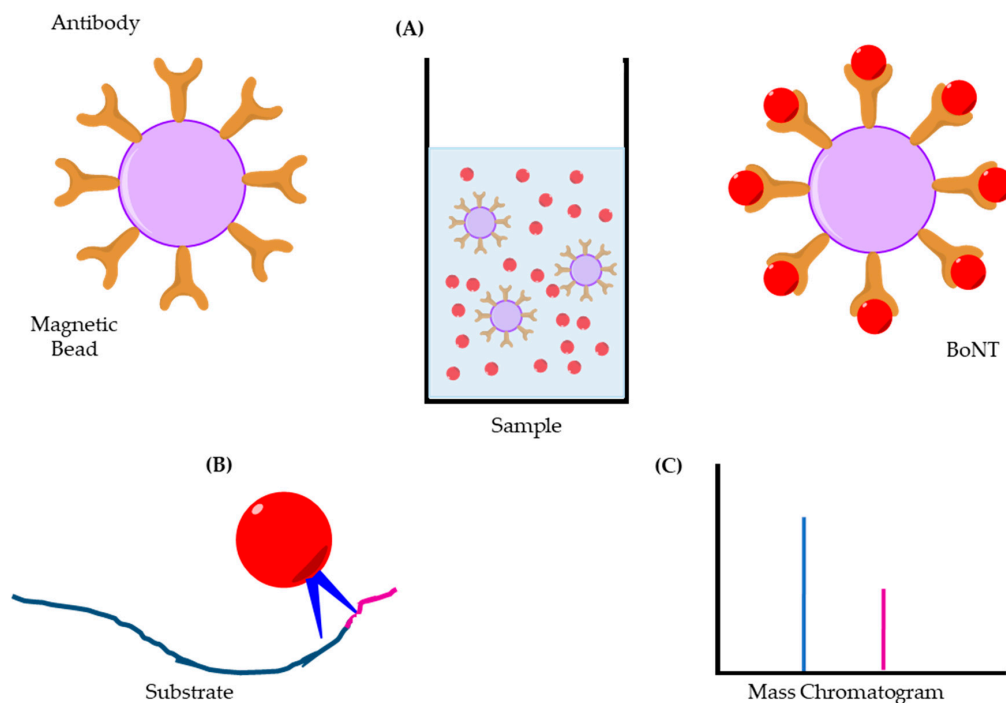 Antibody
(A)
Magnetic
Bead
BoNT
Sample
(B)
(C)
Substrate
Mass Chromatogram